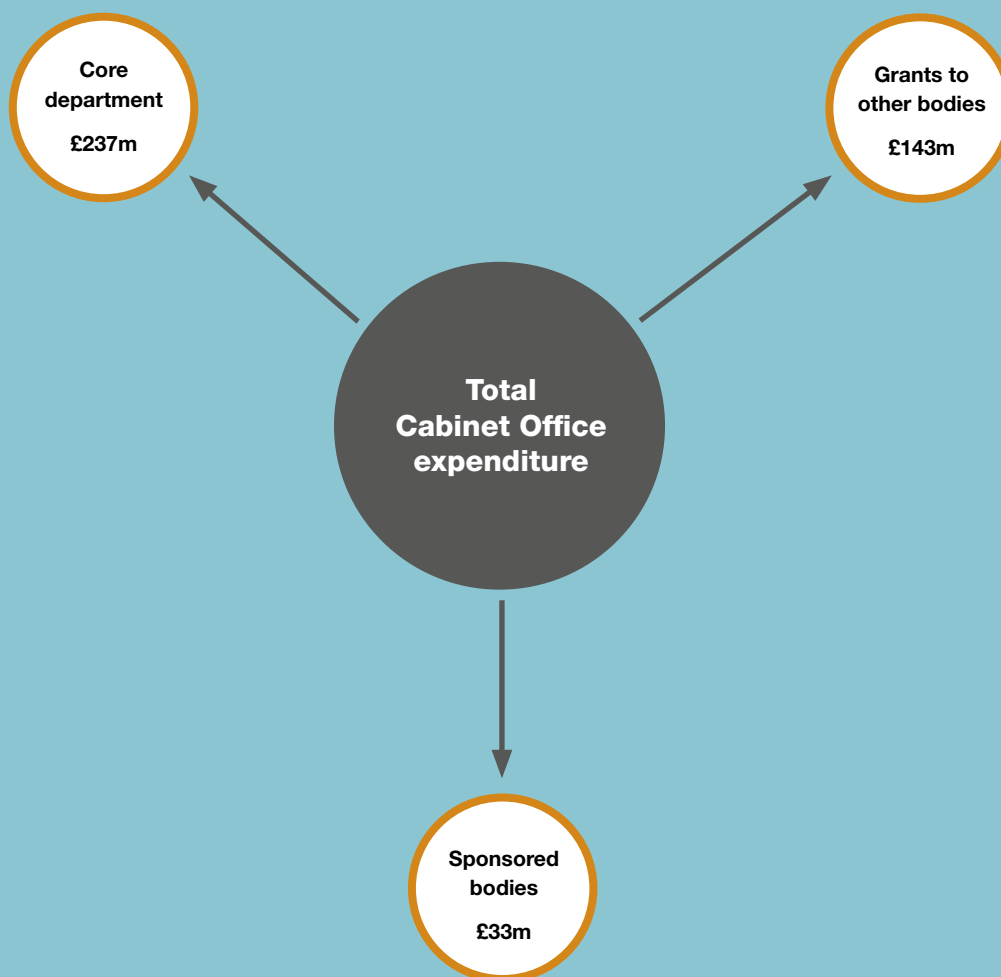 Core
department
£237m
Grants to
other bodies
£143m
Total
Cabinet Office
expenditure
Sponsored
bodies
£33m